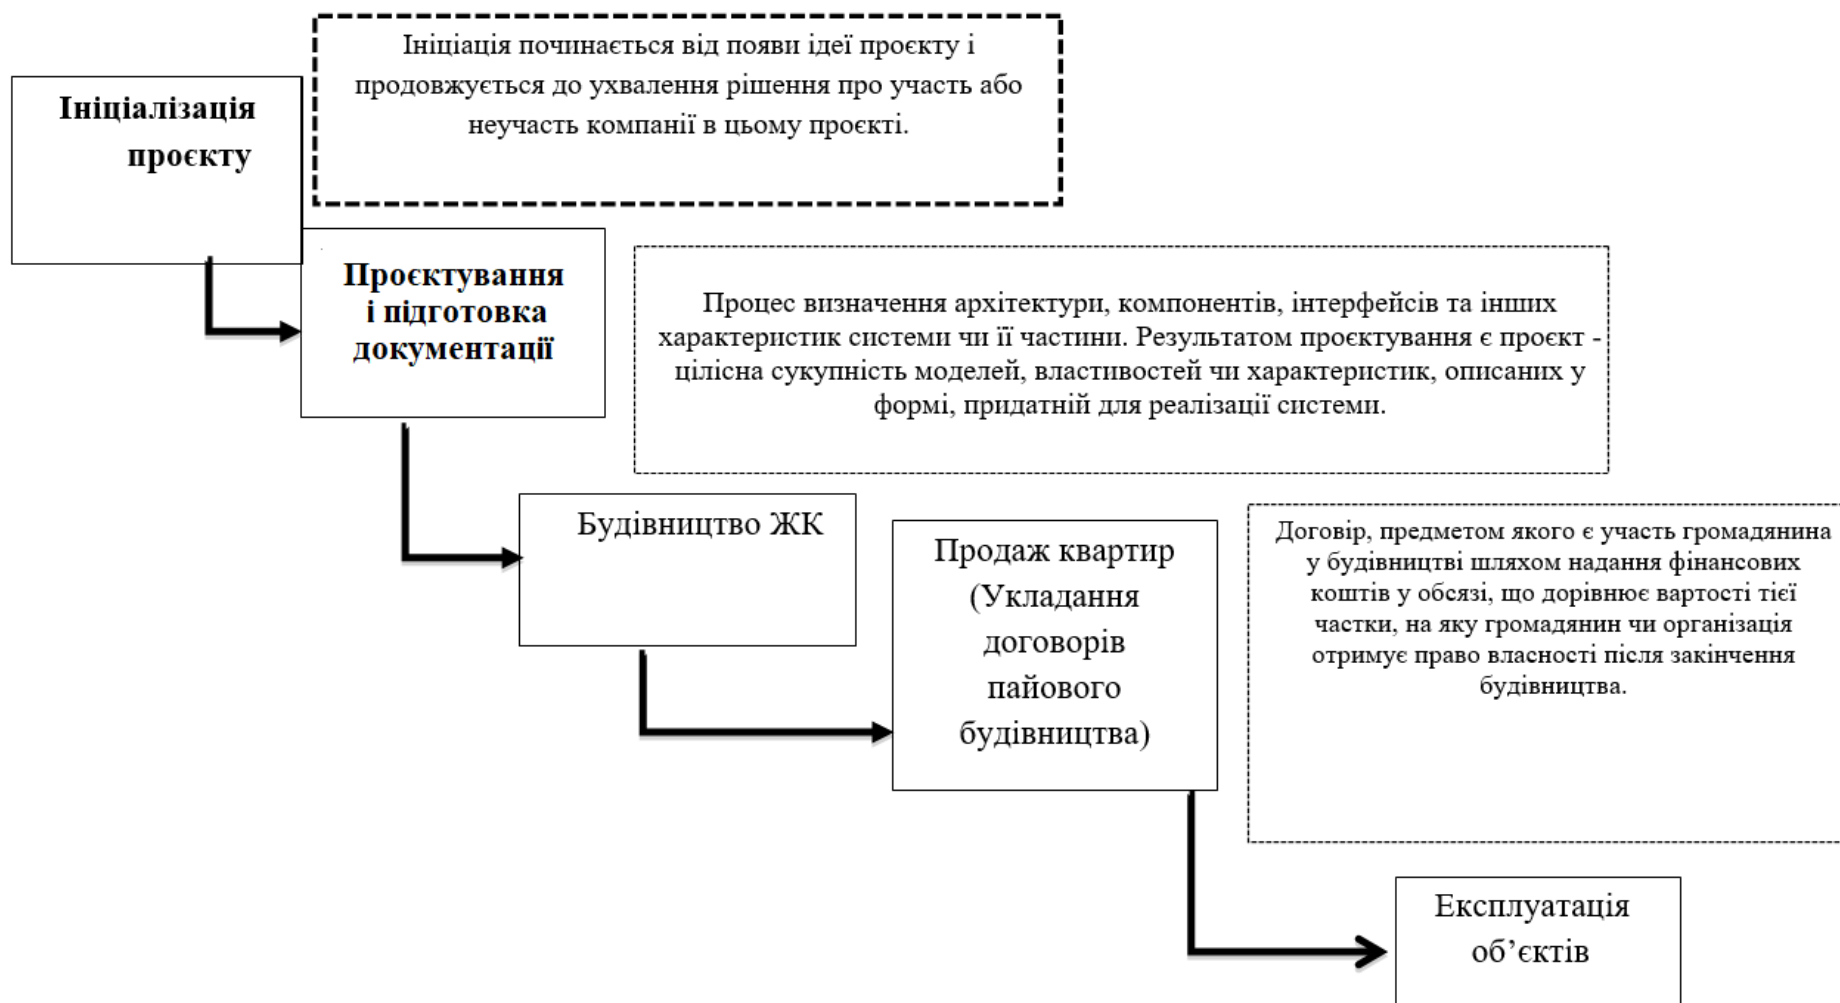 Ініціалізація
проєкту
Ініціація починається від появи ідеї проєкту і
продовжується до ухвалення рішення про участь або
неучасть компанії в цьому проєкті.
Проєктування
і підготовка
документації
Процес визначення архітектури, компонентів, інтерфейсів та інших
характеристик системи чи її частини. Результатом проєктування є проєкт -
цілісна сукупність моделей, властивостей чи характеристик, описаних у
формі, придатній для реалізації системи.
Будівництво ЖК
Продаж квартир
(Укладання
договорів
пайового
будівництва)
Договір, предметом якого є участь громадянина
у будівництві шляхом надання фінансових
коштів у обсязі, що дорівнює вартості тієї
частки, на яку громадянин чи організація
отримує право власності після закінчення
будівництва.
Експлуатація
об’єктів